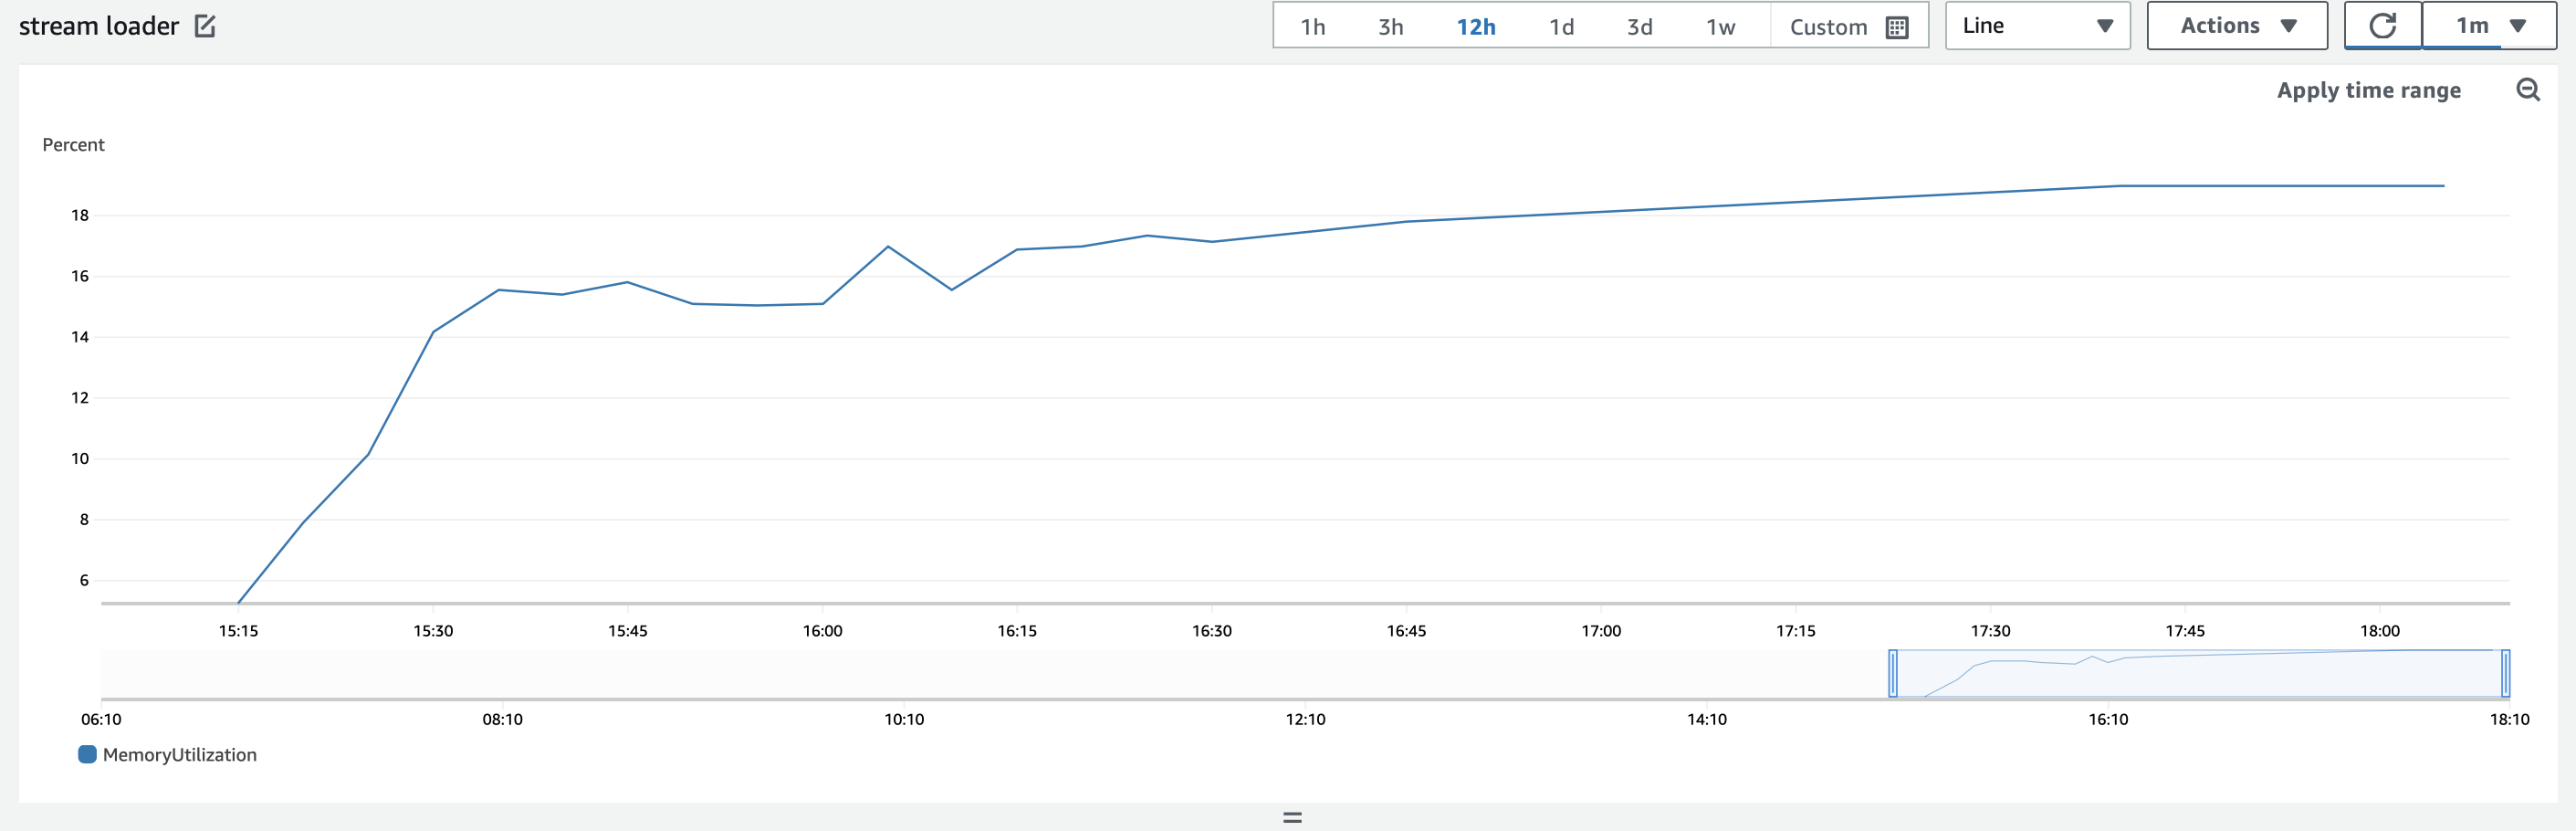 stream loader
1h 3h 12h 1d 3d 1w Custom Line Actions 1m
Apply time range
Percent
18
16
14
12
10
8
6
15:15 15:30 15:45 16:00 16:15 16:30 16:45 17:00 17:15 17:30 17:45 18:00
06:10 08:10 10:10 12:10 14:10 16:10 18:10
MemoryUtilization